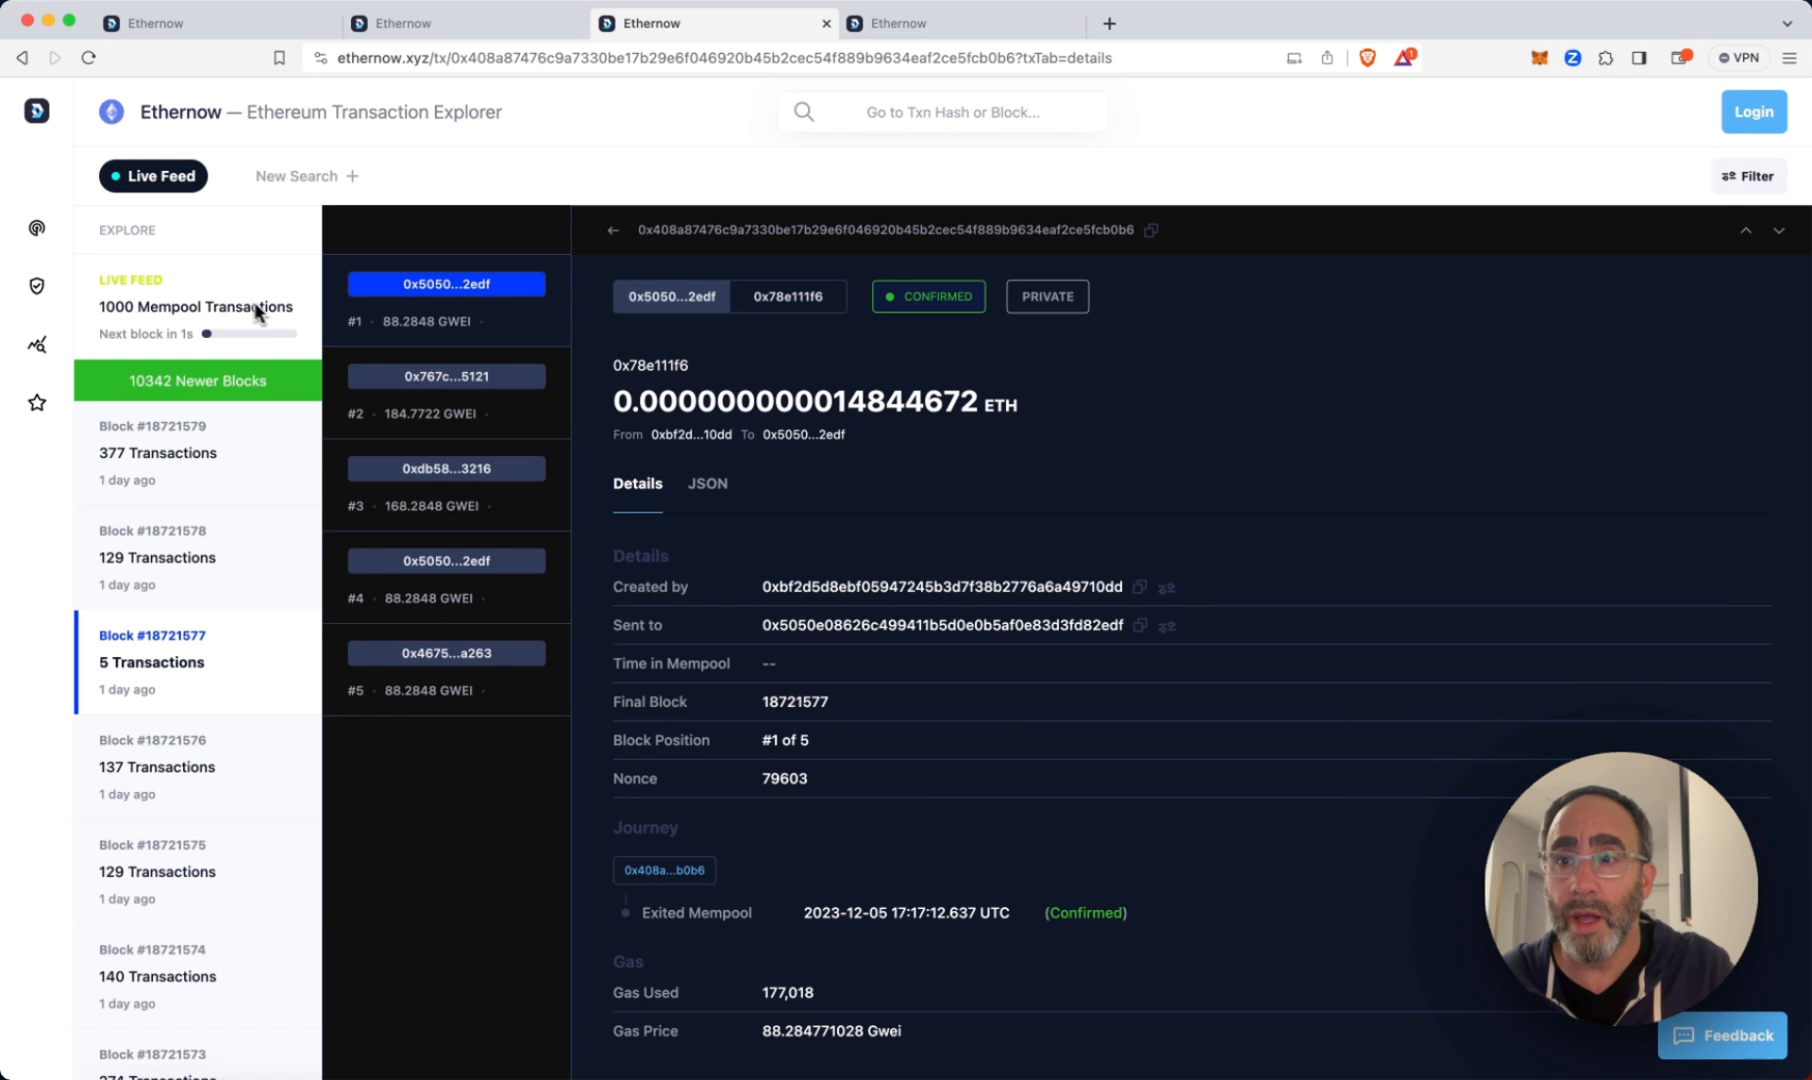 Ethernow
Ethernow
Ethernow
Ethernow
ethernow.xyz/tx/0x408a87476c9a7330be17b29e6f046920b45b2cec54f889b9634eaf2ce5fcb0b6?txTab=details
1
VPN
Ethernow — Ethereum Transaction Explorer
Go to Txn Hash or Block...
Login
Live Feed
New Search +
Filter
EXPLORE
LIVE FEED
1000 Mempool Transactions
Next block in 1s
10342 Newer Blocks
Block #18721579
377 Transactions
1 day ago
Block #18721578
129 Transactions
1 day ago
Block #18721577
5 Transactions
1 day ago
Block #18721576
137 Transactions
1 day ago
Block #18721575
129 Transactions
1 day ago
Block #18721574
140 Transactions
1 day ago
Block #18721573
0x5050...2edf
#1 · 88.2848 GWEI ·
0x767c...5121
#2 · 184.7722 GWEI ·
0xdb58...3216
#3 · 168.2848 GWEI ·
0x5050...2edf
#4 · 88.2848 GWEI ·
0x4675...a263
#5 · 88.2848 GWEI ·
0x408a87476c9a7330be17b29e6f046920b45b2cec54f889b9634eaf2ce5fcb0b6
0x5050...2edf 0x78e111f6 CONFIRMED PRIVATE
0x78e111f6
0.000000000014844672 ETH
From 0xbf2d...10dd To 0x5050...2edf
Details JSON
Details
Created by 0xbf2d5d8ebf05947245b3d7f38b2776a6a49710dd
Sent to 0x5050e08626c499411b5d0e0b5af0e83d3fd82edf
Time in Mempool --
Final Block 18721577
Block Position #1 of 5
Nonce 79603
Journey
0x408a...b0b6
Exited Mempool 2023-12-05 17:17:12.637 UTC (Confirmed)
Gas
Gas Used 177,018
Gas Price 88.284771028 Gwei
Feedback